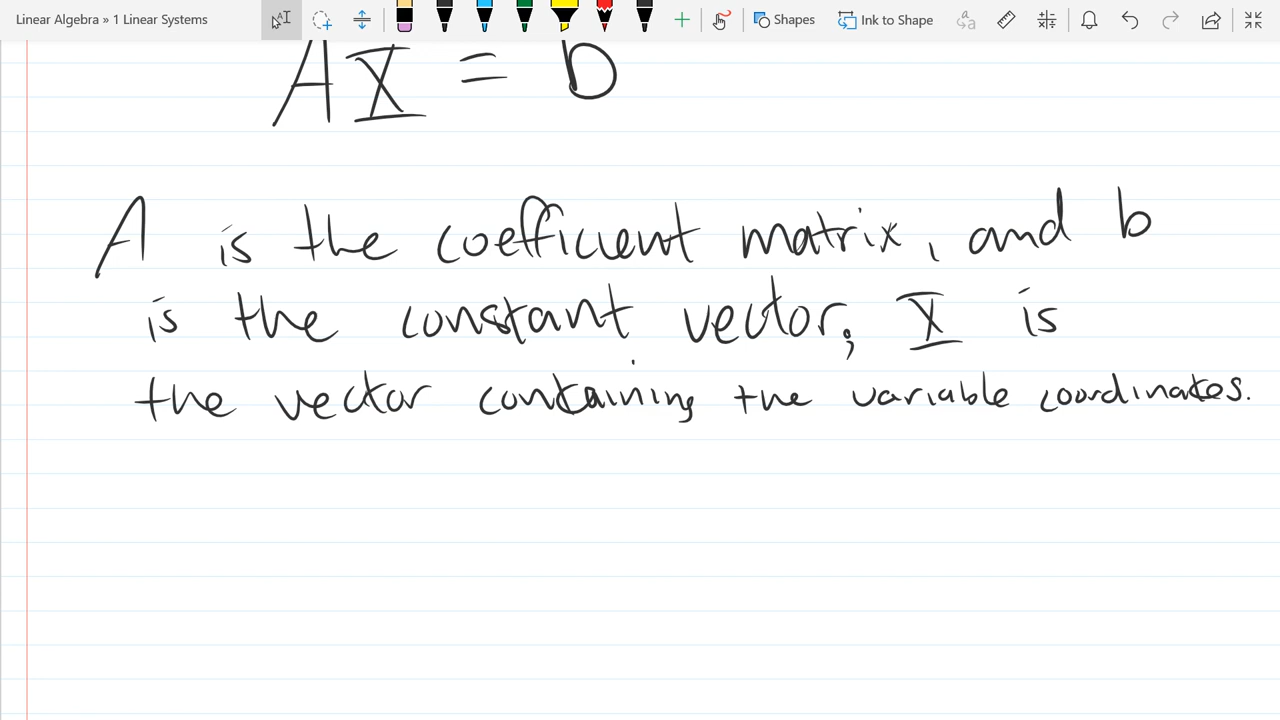 Linear Algebra » 1 Linear Systems
Shapes
Ink to Shape
AX = b
A is the coefficient matrix, and b
is the constant vector; X is
the vector containing the variable coordinates.